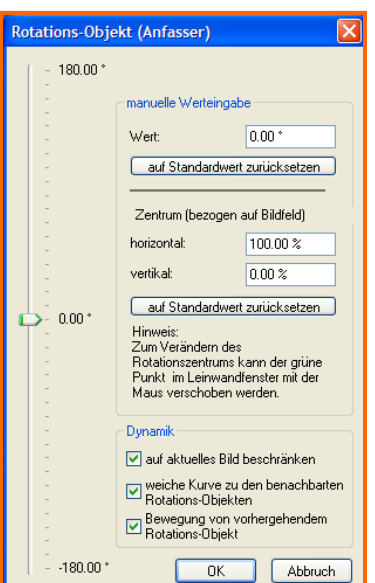 Rotations-Objekt (Anfasser)
180.00 °
manuelle Werteingabe
Wert: 0.00 °
auf Standardwert zurücksetzen
Zentrum (bezogen auf Bildfeld)
horizontal: 100.00 %
vertikal: 0.00 %
auf Standardwert zurücksetzen
0.00 °
Hinweis:
Zum Verändern des
Rotationszentrums kann der grüne
Punkt im Leinwandfenster mit der
Maus verschoben werden.
Dynamik
auf aktuelles Bild beschränken
weiche Kurve zu den benachbarten
Rotations-Objekten
Bewegung von vorhergehendem
Rotations-Objekt
-180.00 °
OK Abbruch